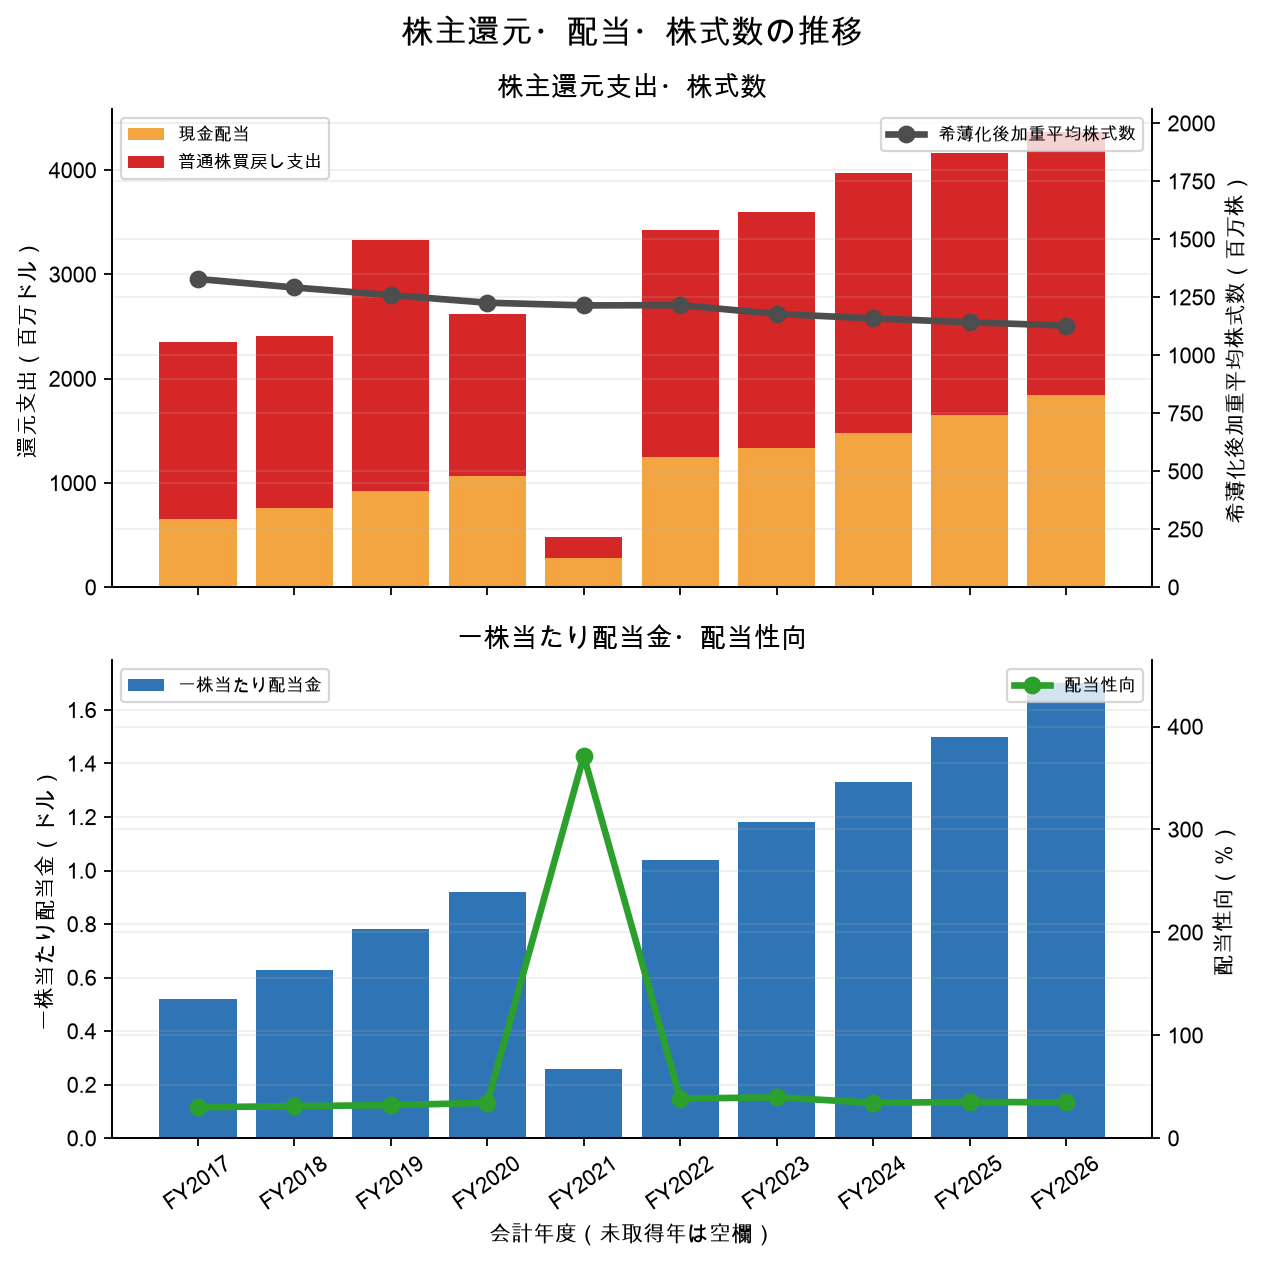 株主還元・配当・株式数の推移
株主還元支出・株式数
現金配当
普通株買戻し支出
希薄化後加重平均株式数
還元支出(百万ドル)
4000
3000
2000
1000
0
2000
1750
1500
1250
1000
750
500
250
0
希薄化後加重平均株式数(百万株)
一株当たり配当金・配当性向
一株当たり配当金
配当性向
一株当たり配当金(ドル)
1.6
1.4
1.2
1.0
0.8
0.6
0.4
0.2
0.0
400
300
200
100
0
配当性向(%)
FY2017 FY2018 FY2019 FY2020 FY2021 FY2022 FY2023 FY2024 FY2025 FY2026
会計年度(未取得年は空欄)